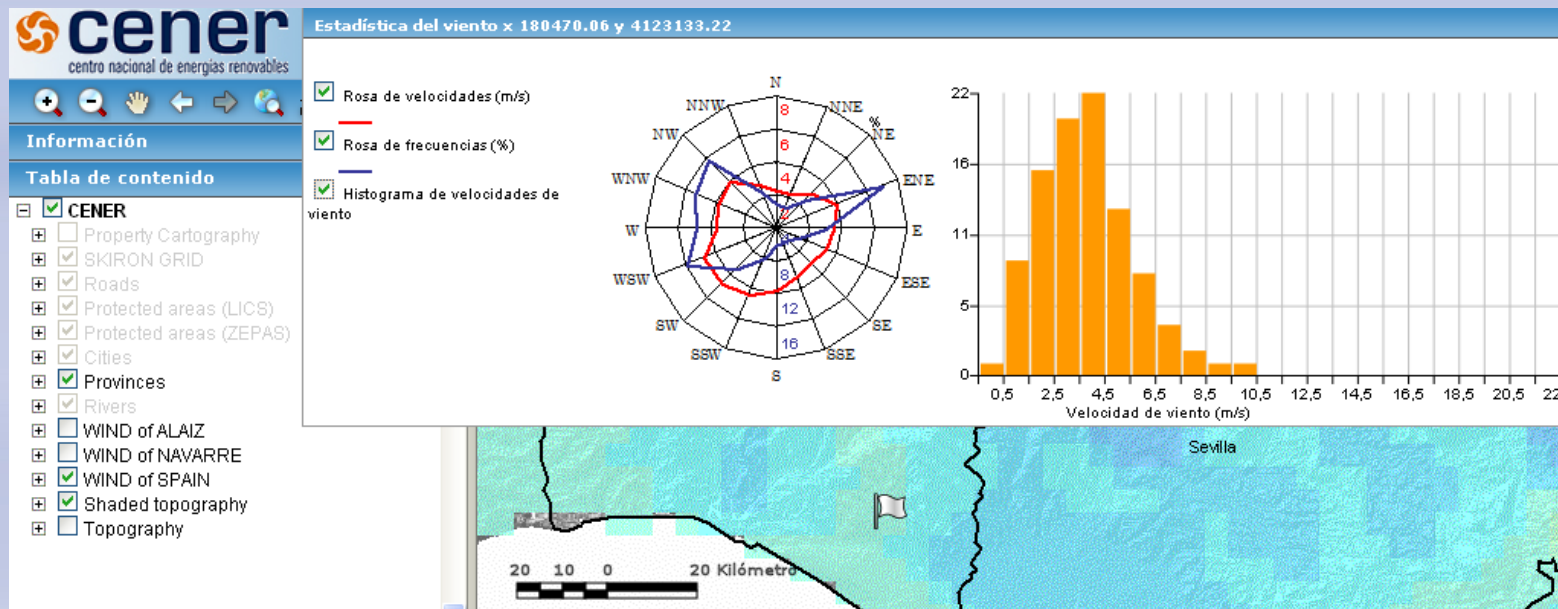 cener
centro nacional de energías renovables
Estadística del viento x 180470.06 y 4123133.22
Información
Tabla de contenido
CENER
Property Cartography
SKIRON GRID
Roads
Protected areas (LICS)
Protected areas (ZEPAS)
Cities
Provinces
Rivers
WIND of ALAIZ
WIND of NAVARRE
WIND of SPAIN
Shaded topography
Topography
Rosa de velocidades (m/s)
Rosa de frecuencias (%)
Histograma de velocidades de
viento
N
NNW
NNE
%
NW
NE
WNW
ENE
W
E
WSW
ESE
SW
SE
SSW
SSE
S
8
6
4
2
8
12
16
22
16
11
5
0
0,5 2,5 4,5 6,5 8,5 10,5 12,5 14,5 16,5 18,5 20,5 22
Velocidad de viento (m/s)
Sevilla
20 10 0 20 Kilómetro